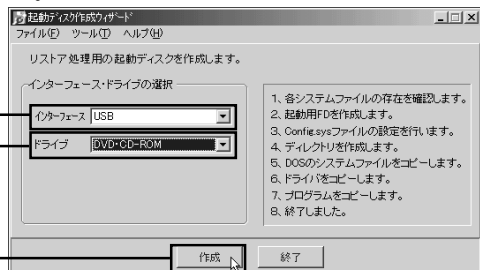 起動ディスク作成ウィザード
ファイル(F) ツール(T) ヘルプ(H)
リストア処理用の起動ディスクを作成します。
インターフェース・ドライブの選択
インターフェース USB
ドライブ DVD・CD-ROM
1、各システムファイルの存在を確認します。
2、起動用FDを作成します。
3、Config.sysファイルの設定を行います。
4、ディレクトリを作成します。
5、DOSのシステムファイルをコピーします。
6、ドライバをコピーします。
7、プログラムをコピーします。
8、終了しました。
作成 終了